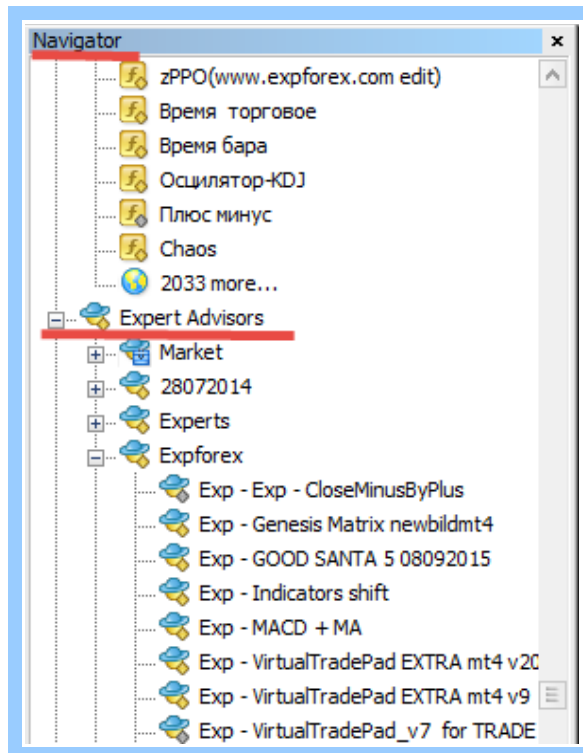 Navigator
zPPO(www.expforex.com edit)
Время торговое
Время бара
Осцилятор-KDJ
Плюс минус
Chaos
2033 more...
Expert Advisors
Market
28072014
Experts
Expforex
Exp - Exp - CloseMinusByPlus
Exp - Genesis Matrix newbildmt4
Exp - GOOD SANTA 5 08092015
Exp - Indicators shift
Exp - MACD + MA
Exp - VirtualTradePad EXTRA mt4 v20
Exp - VirtualTradePad EXTRA mt4 v9
Exp - VirtualTradePad_v7 for TRADE